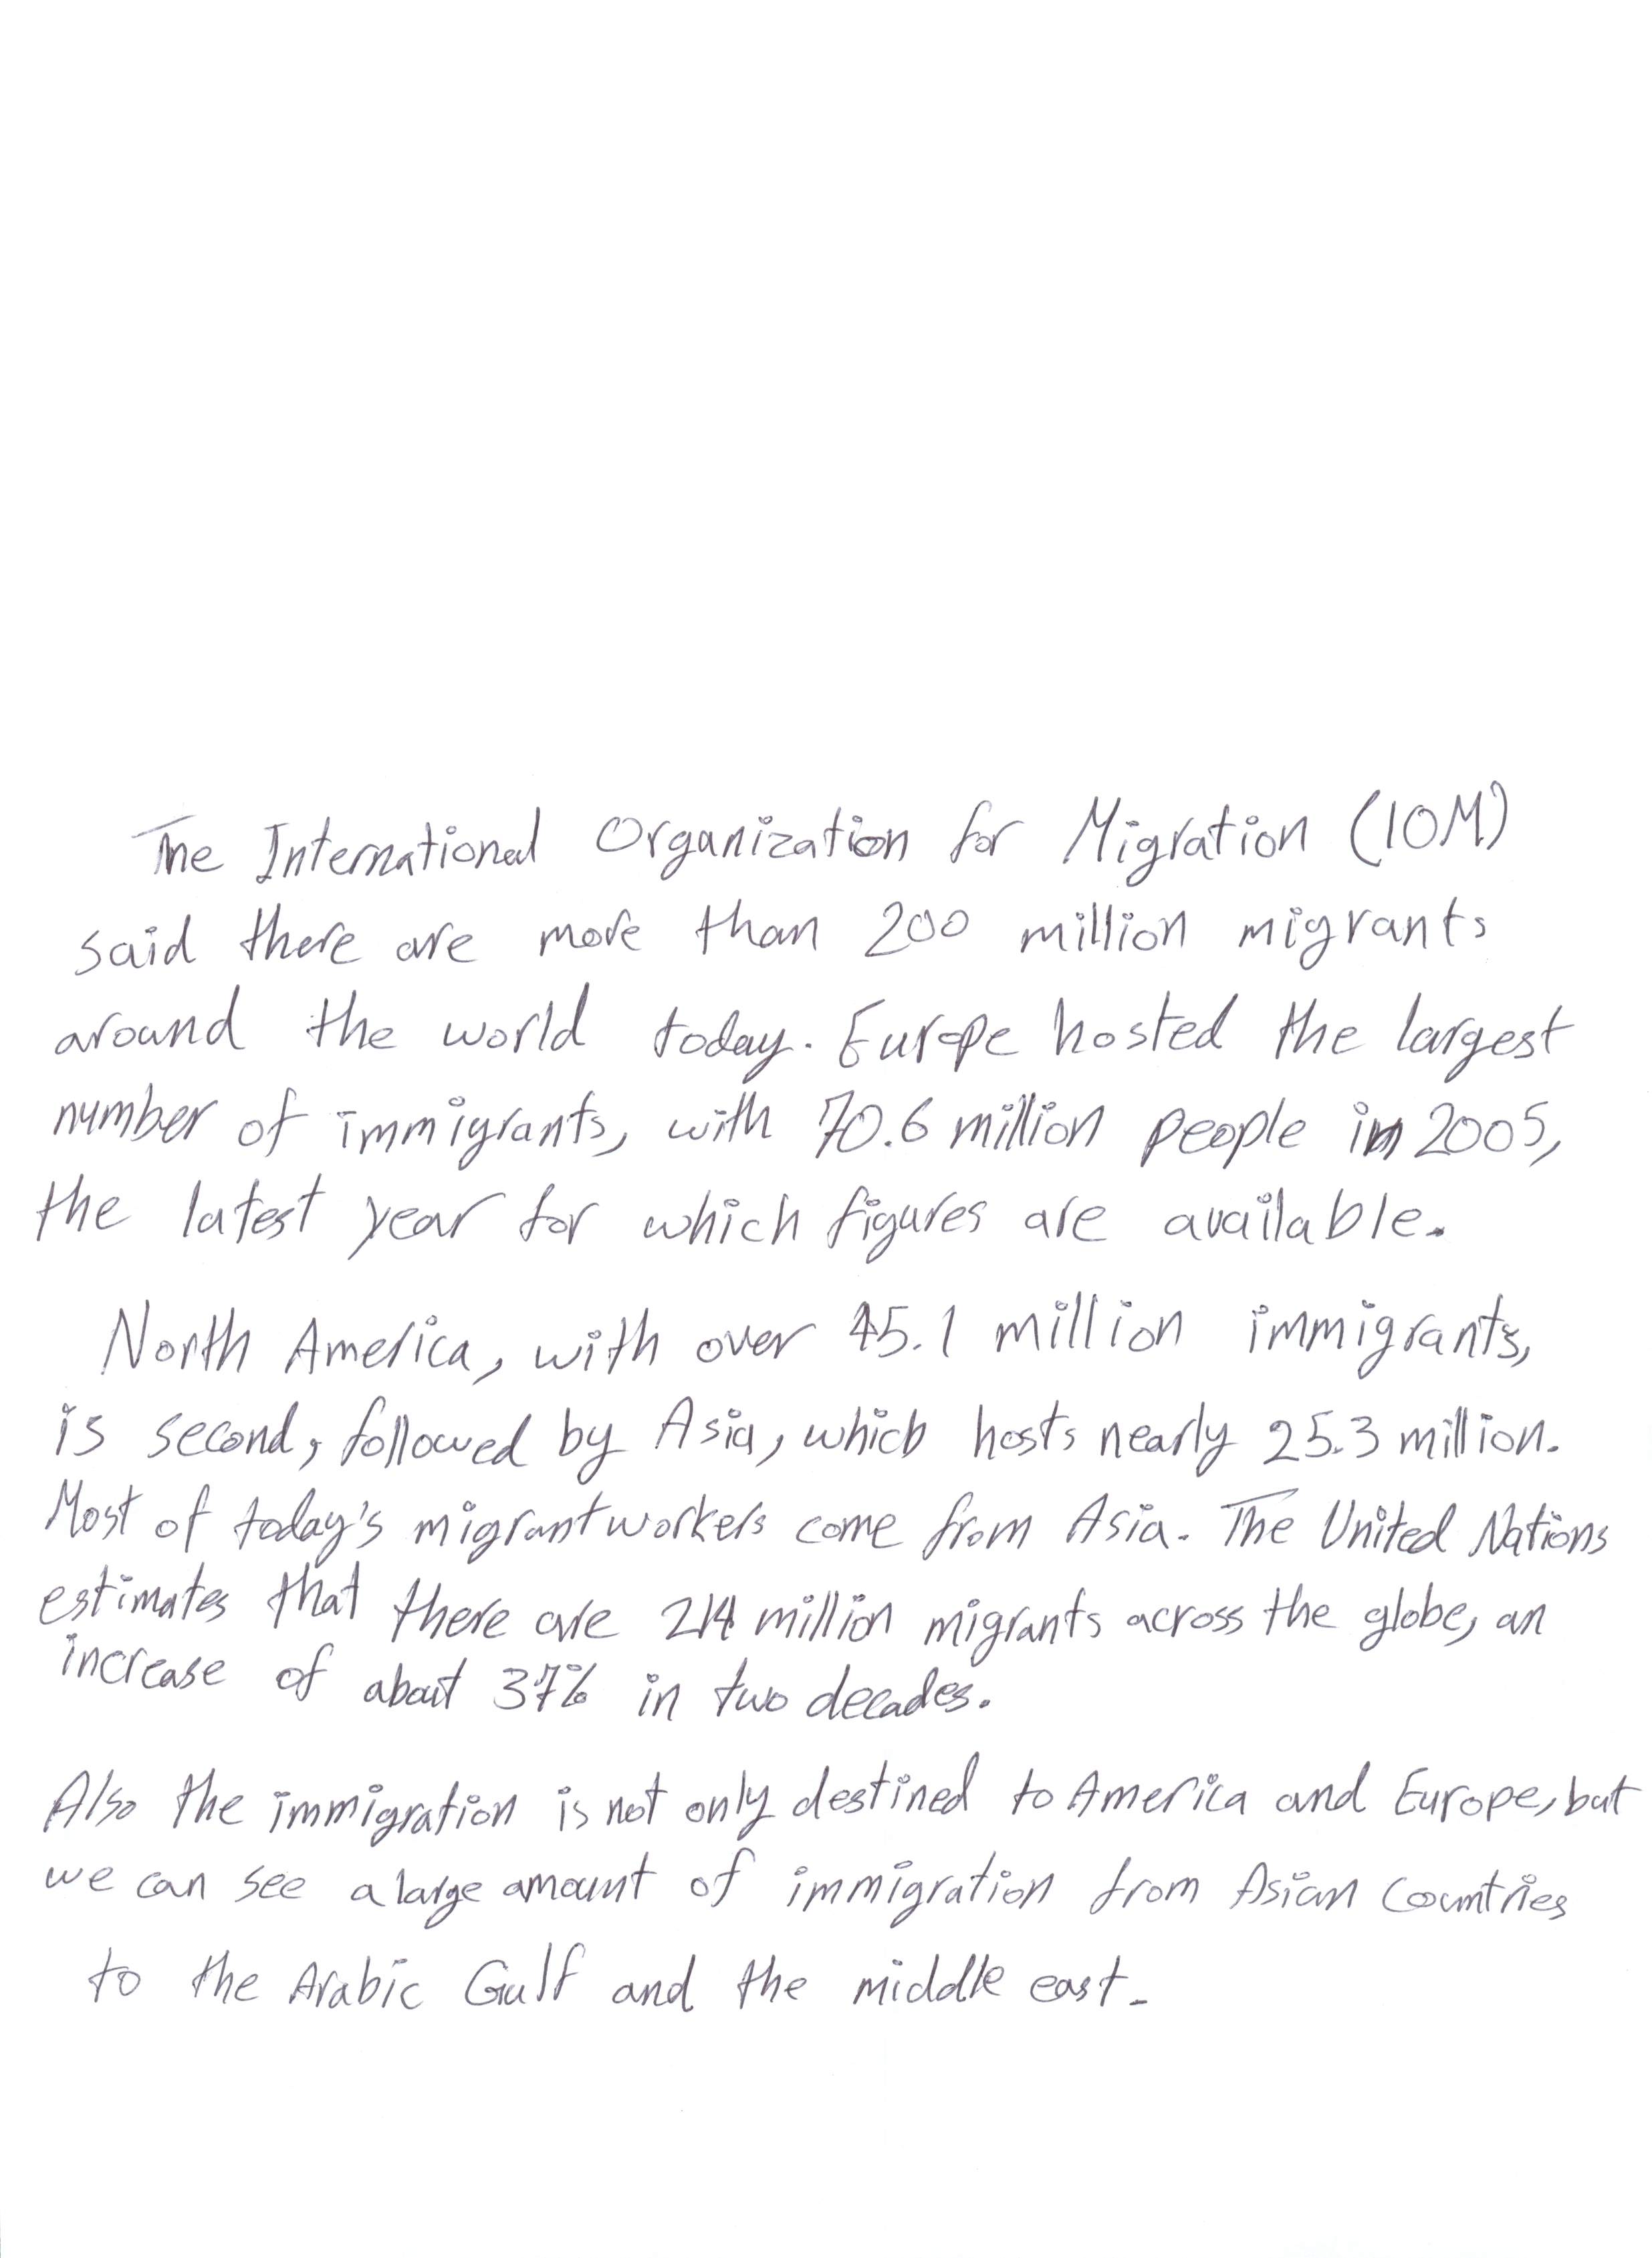 The International Organization for Migration (IOM)
said there are more than 200 million migrants
around the world today. Europe hosted the largest
number of immigrants, with 70.6 million people in 2005,
the latest year for which figures are available.
North America, with over 45.1 million immigrants,
is second, followed by Asia, which hosts nearly 25.3 million.
Most of today's migrant workers come from Asia. The United Nations
estimates that there are 214 million migrants across the globe, an
increase of about 37% in two decades.
Also the immigration is not only destined to America and Europe, but
we can see a large amount of immigration from Asian Countries
to the Arabic Gulf and the middle east.